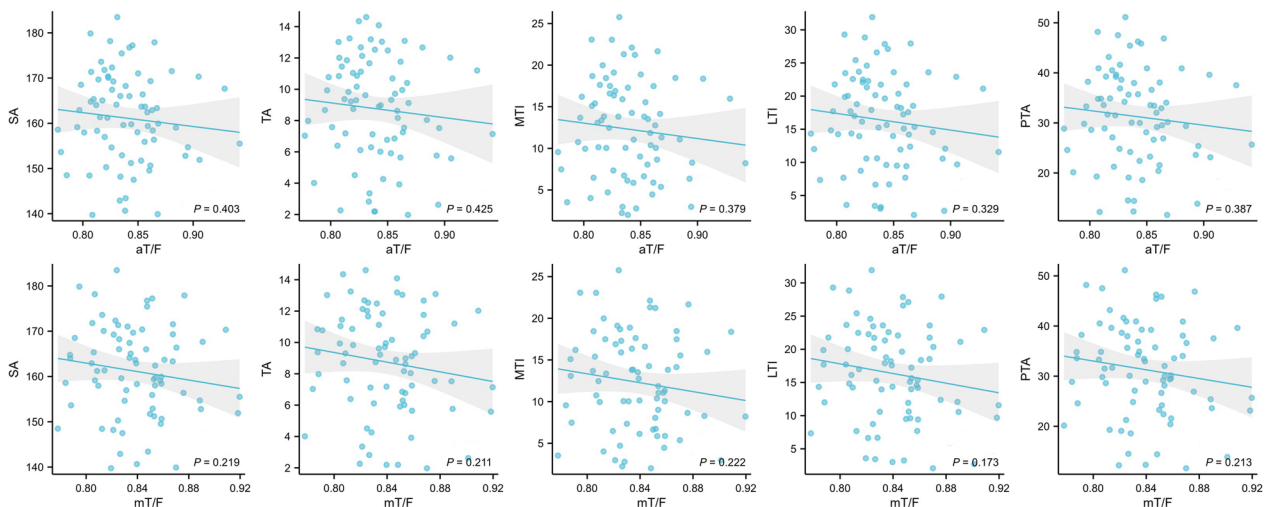 SA
180
170
160
150
140
P = 0.403
0.80 0.85 0.90
aT/F
TA
14
12
10
8
6
4
2
P = 0.425
0.80 0.85 0.90
aT/F
MTI
25
20
15
10
5
P = 0.379
0.80 0.85 0.90
aT/F
LTI
30
25
20
15
10
5
P = 0.329
0.80 0.85 0.90
aT/F
PTA
50
40
30
20
P = 0.387
0.80 0.85 0.90
aT/F
SA
180
170
160
150
140
P = 0.219
0.80 0.84 0.88 0.92
mT/F
TA
14
12
10
8
6
4
2
P = 0.211
0.80 0.84 0.88 0.92
mT/F
MTI
25
20
15
10
5
P = 0.222
0.80 0.84 0.88 0.92
mT/F
LTI
30
25
20
15
10
5
P = 0.173
0.80 0.84 0.88 0.92
mT/F
PTA
50
40
30
20
P = 0.213
0.80 0.84 0.88 0.92
mT/F